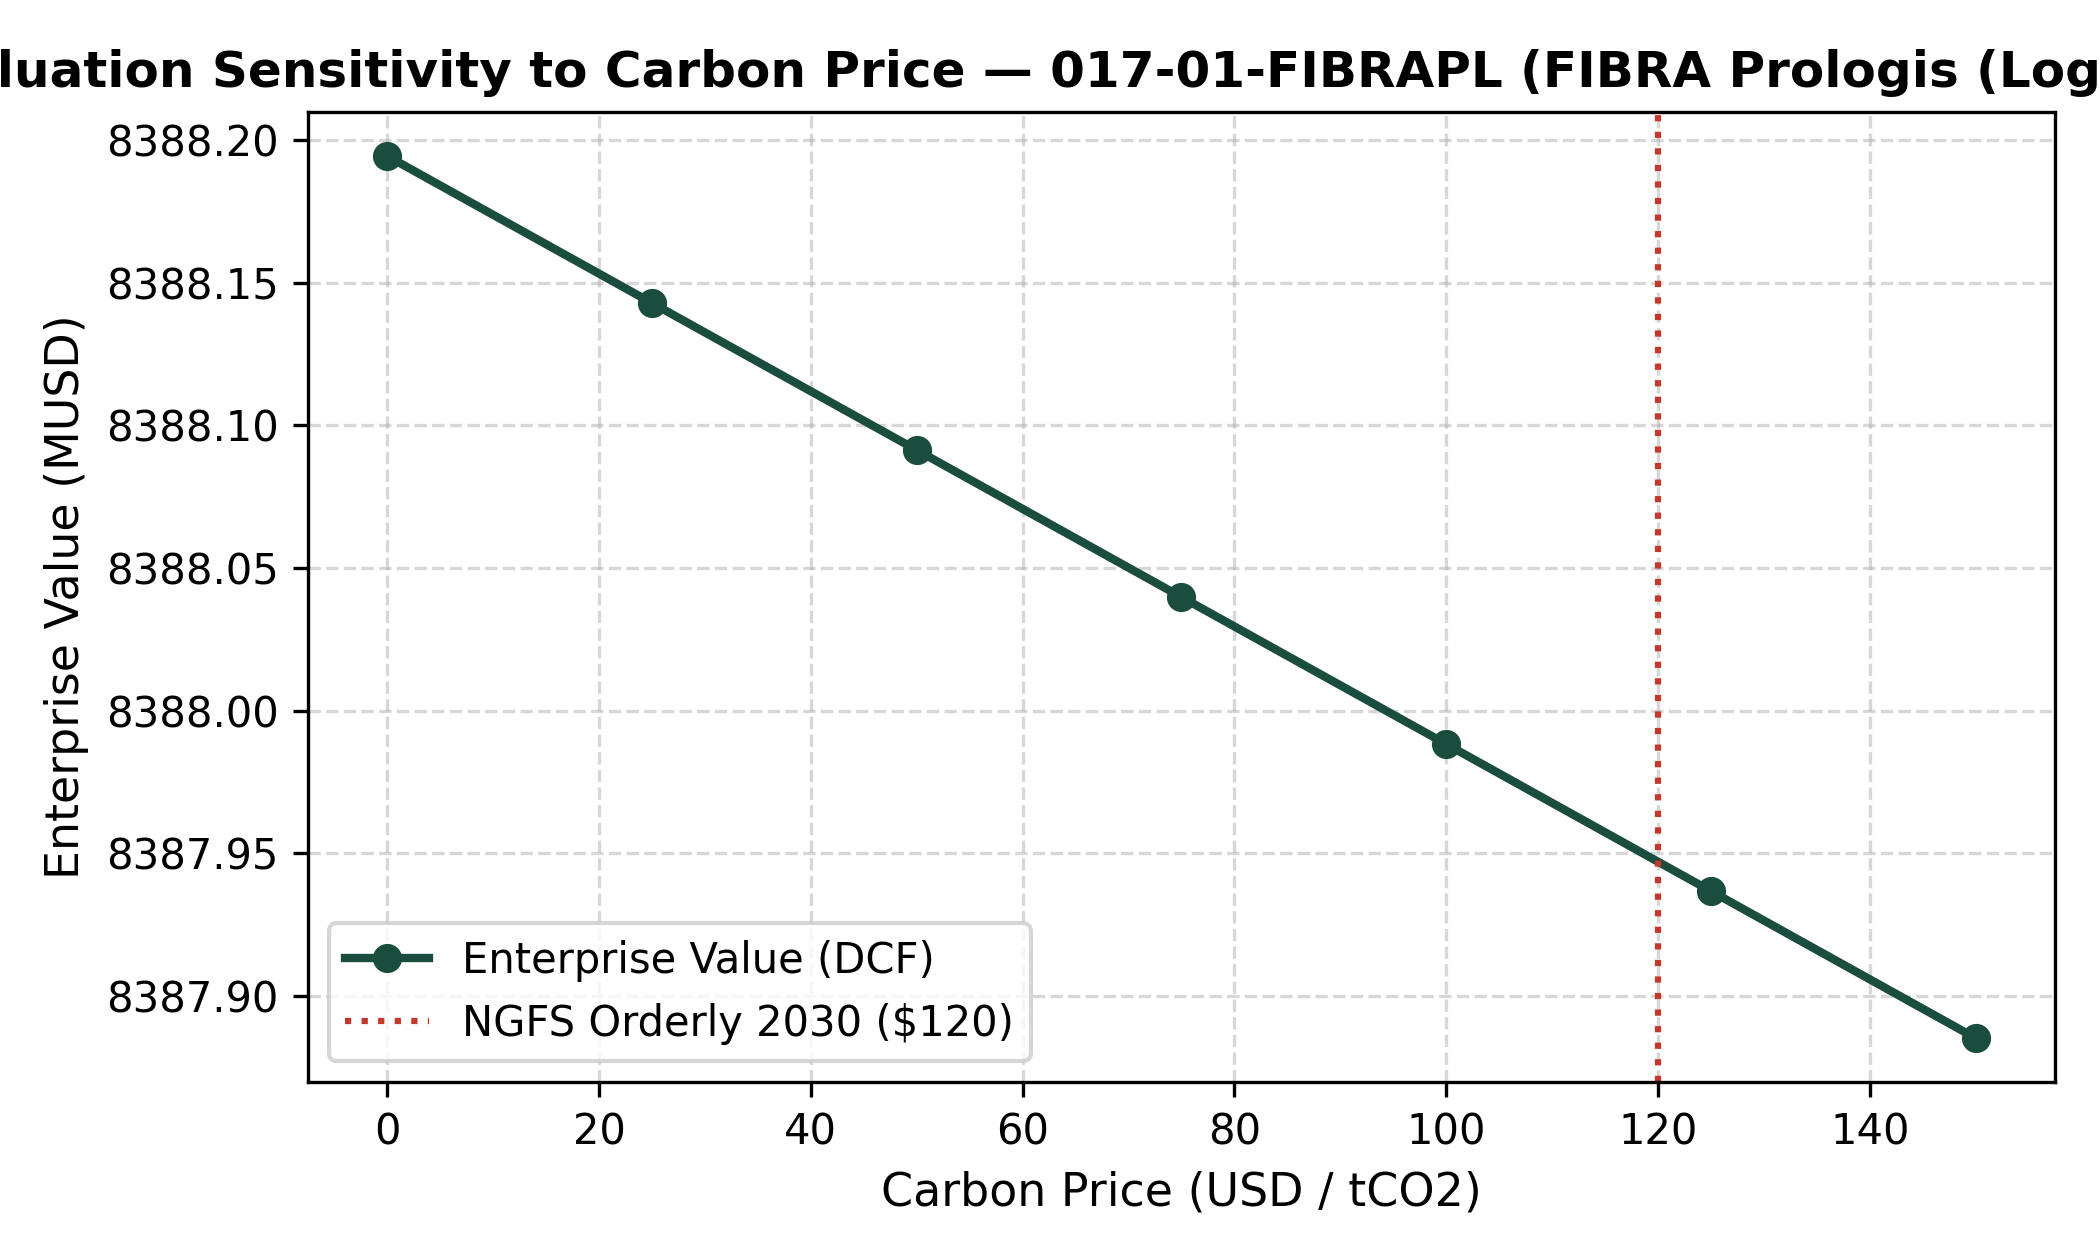 luation Sensitivity to Carbon Price — 017-01-FIBRAPL (FIBRA Prologis (Log
8388.20
8388.15
8388.10
8388.05
8388.00
8387.95
8387.90
Enterprise Value (MUSD)
Enterprise Value (DCF)
NGFS Orderly 2030 ($120)
0 20 40 60 80 100 120 140
Carbon Price (USD / tCO2)